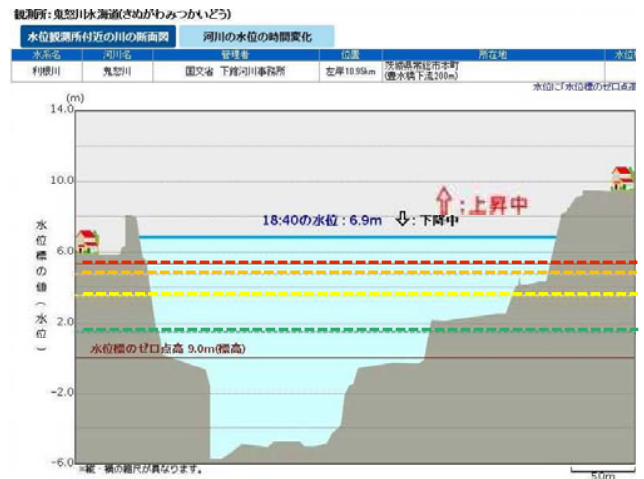 観測所:鬼怒川水海道(きぬがわみつかいどう)
水位観測所付近の川の断面図 河川の水位の時間変化
水系名 河川名 管理者 位置 所在地 水位
利根川 鬼怒川 国交省 下館河川事務所 左岸10.95km 茨城県常総市本町
(豊水橋下流200m)
水位は「水位標のゼロ点高
(m)
14.0
10.0
⇧:上昇中
18:40の水位:6.9m ⇩:下降中
水位標の値(水位)
6.0
2.0
水位標のゼロ点高 9.0m(標高)
-2.0
-6.0
※縦・横の縮尺が異なります。
50m